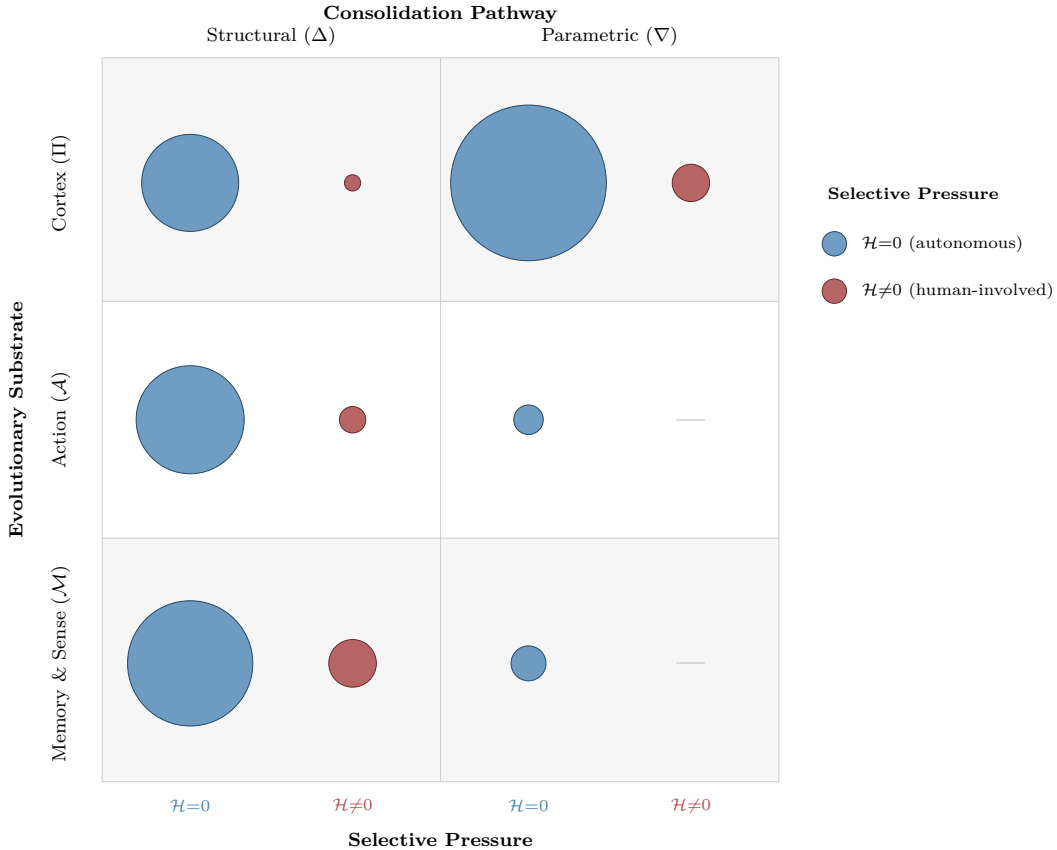 Consolidation Pathway
Structural (Δ)
Parametric (∇)
Evolutionary Substrate
Cortex (Π)
Action (𝒜)
Memory & Sense (ℳ)
Selective Pressure
ℋ=0 (autonomous)
ℋ≠0 (human-involved)
ℋ=0
ℋ≠0
ℋ=0
ℋ≠0
Selective Pressure